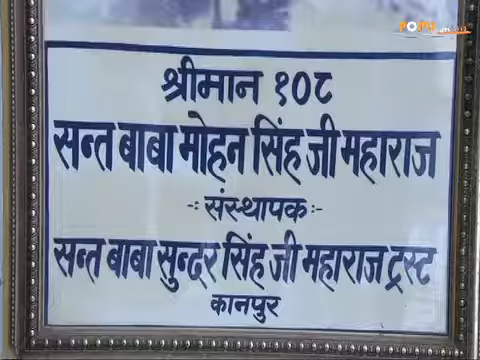 श्रीमान १०८
सन्त बाबा मोहन सिंह जी महाराज
-: संस्थापक :-
सन्त बाबा सुन्दर सिंह जी महाराज ट्रस्ट
कानपुर